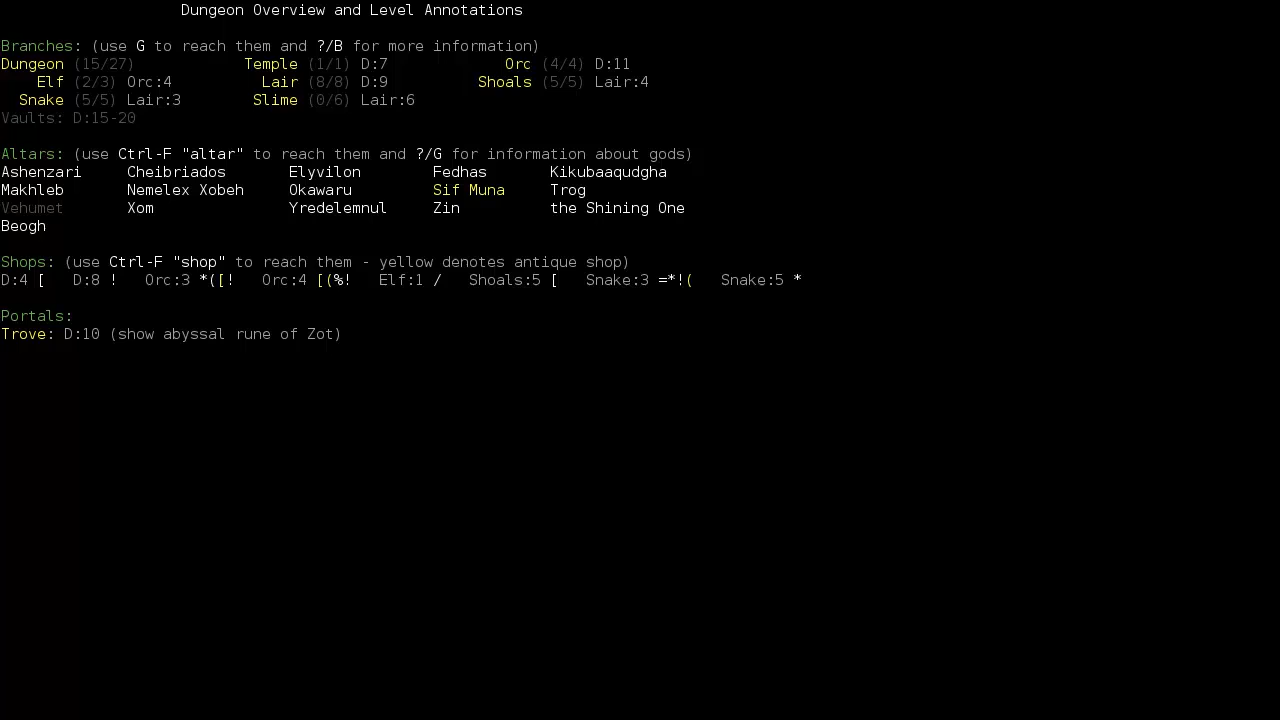 Dungeon Overview and Level Annotations
Branches: (use G to reach them and ?/B for more information)
Dungeon (15/27) Temple (1/1) D:7 Orc (4/4) D:11
Elf (2/3) Orc:4 Lair (8/8) D:9 Shoals (5/5) Lair:4
Snake (5/5) Lair:3 Slime (0/6) Lair:6
Vaults: D:15-20
Altars: (use Ctrl-F "altar" to reach them and ?/G for information about gods)
Ashenzari Cheibriados Elyvilon Fedhas Kikubaaqudgha
Makhleb Nemelex Xobeh Okawaru Sif Muna Trog
Vehumet Xom Yredelemnul Zin the Shining One
Beogh
Shops: (use Ctrl-F "shop" to reach them - yellow denotes antique shop)
D:4 [ D:8 ! Orc:3 *([! Orc:4 [(%! Elf:1 / Shoals:5 [ Snake:3 =*!( Snake:5 *
Portals:
Trove: D:10 (show abyssal rune of Zot)